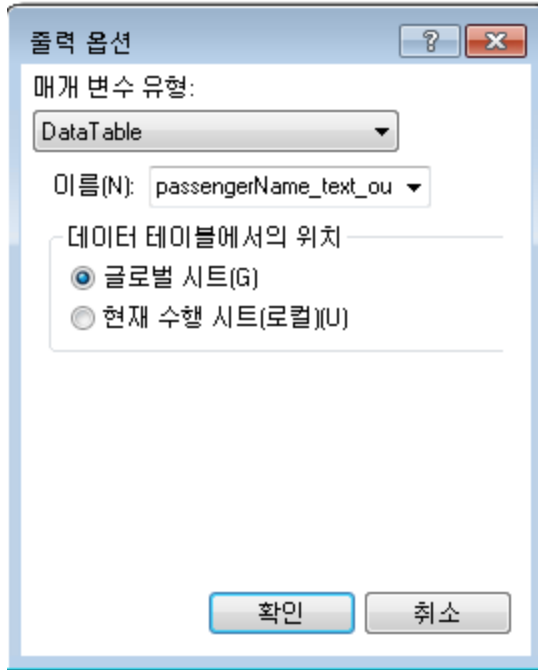 출력 옵션
매개 변수 유형:
DataTable
이름(N): passengerName_text_ou
데이터 테이블에서의 위치
글로벌 시트(G)
현재 수행 시트(로컬)(U)
확인 취소